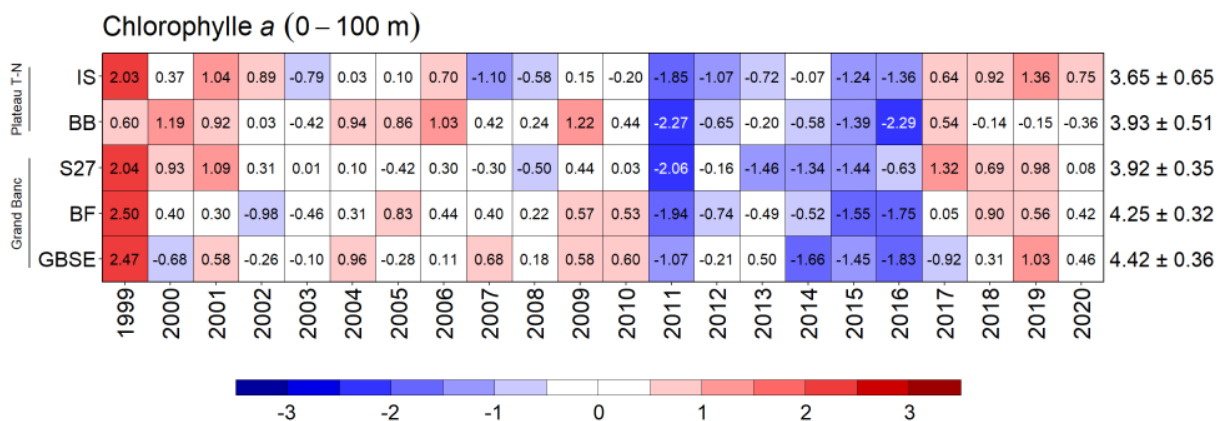 Chlorophylle a (0 – 100 m)
Plateau T-N
Grand Banc
IS 2.03 0.37 1.04 0.89 -0.79 0.03 0.10 0.70 -1.10 -0.58 0.15 -0.20 -1.85 -1.07 -0.72 -0.07 -1.24 -1.36 0.64 0.92 1.36 0.75 3.65 ± 0.65
BB 0.60 1.19 0.92 0.03 -0.42 0.94 0.86 1.03 0.42 0.24 1.22 0.44 -2.27 -0.65 -0.20 -0.58 -1.39 -2.29 0.54 -0.14 -0.15 -0.36 3.93 ± 0.51
S27 2.04 0.93 1.09 0.31 0.01 0.10 -0.42 0.30 -0.30 -0.50 0.44 0.03 -2.06 -0.16 -1.46 -1.34 -1.44 -0.63 1.32 0.69 0.98 0.08 3.92 ± 0.35
BF 2.50 0.40 0.30 -0.98 -0.46 0.31 0.83 0.44 0.40 0.22 0.57 0.53 -1.94 -0.74 -0.49 -0.52 -1.55 -1.75 0.05 0.90 0.56 0.42 4.25 ± 0.32
GBSE 2.47 -0.68 0.58 -0.26 -0.10 0.96 -0.28 0.11 0.68 0.18 0.58 0.60 -1.07 -0.21 0.50 -1.66 -1.45 -1.83 -0.92 0.31 1.03 0.46 4.42 ± 0.36
1999 2000 2001 2002 2003 2004 2005 2006 2007 2008 2009 2010 2011 2012 2013 2014 2015 2016 2017 2018 2019 2020
-3 -2 -1 0 1 2 3